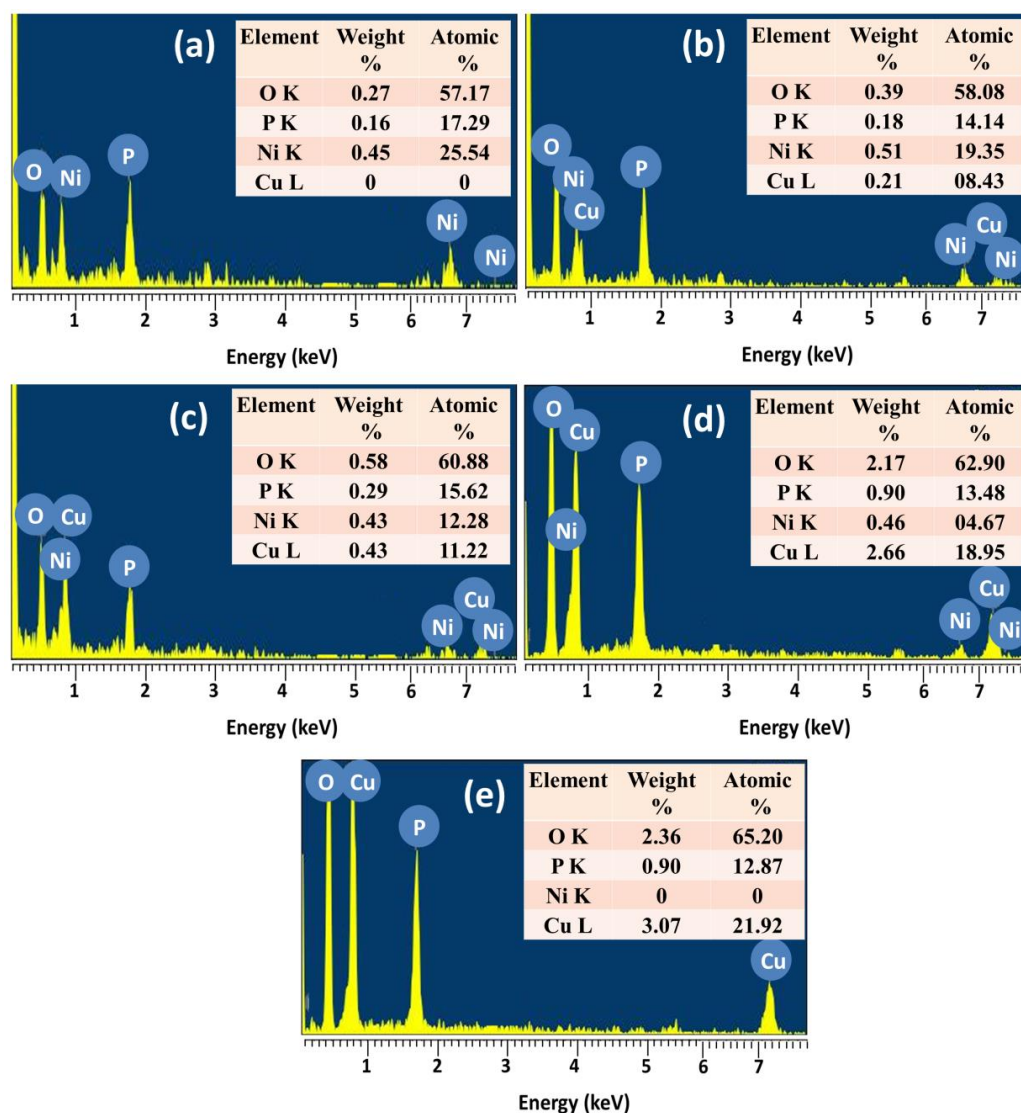 (a)
Element Weight % Atomic %
O K 0.27 57.17
P K 0.16 17.29
Ni K 0.45 25.54
Cu L 0 0
O Ni P Ni Ni
1 2 3 4 5 6 7
Energy (keV)
(b)
Element Weight % Atomic %
O K 0.39 58.08
P K 0.18 14.14
Ni K 0.51 19.35
Cu L 0.21 08.43
O Ni Cu P Ni Cu Ni
1 2 3 4 5 6 7
Energy (keV)
(c)
Element Weight % Atomic %
O K 0.58 60.88
P K 0.29 15.62
Ni K 0.43 12.28
Cu L 0.43 11.22
O Cu Ni P Ni Cu Ni
1 2 3 4 5 6 7
Energy (keV)
(d)
Element Weight % Atomic %
O K 2.17 62.90
P K 0.90 13.48
Ni K 0.46 04.67
Cu L 2.66 18.95
O Cu Ni P Ni Cu Ni
1 2 3 4 5 6 7
Energy (keV)
(e)
Element Weight % Atomic %
O K 2.36 65.20
P K 0.90 12.87
Ni K 0 0
Cu L 3.07 21.92
O Cu P Cu
1 2 3 4 5 6 7
Energy (keV)